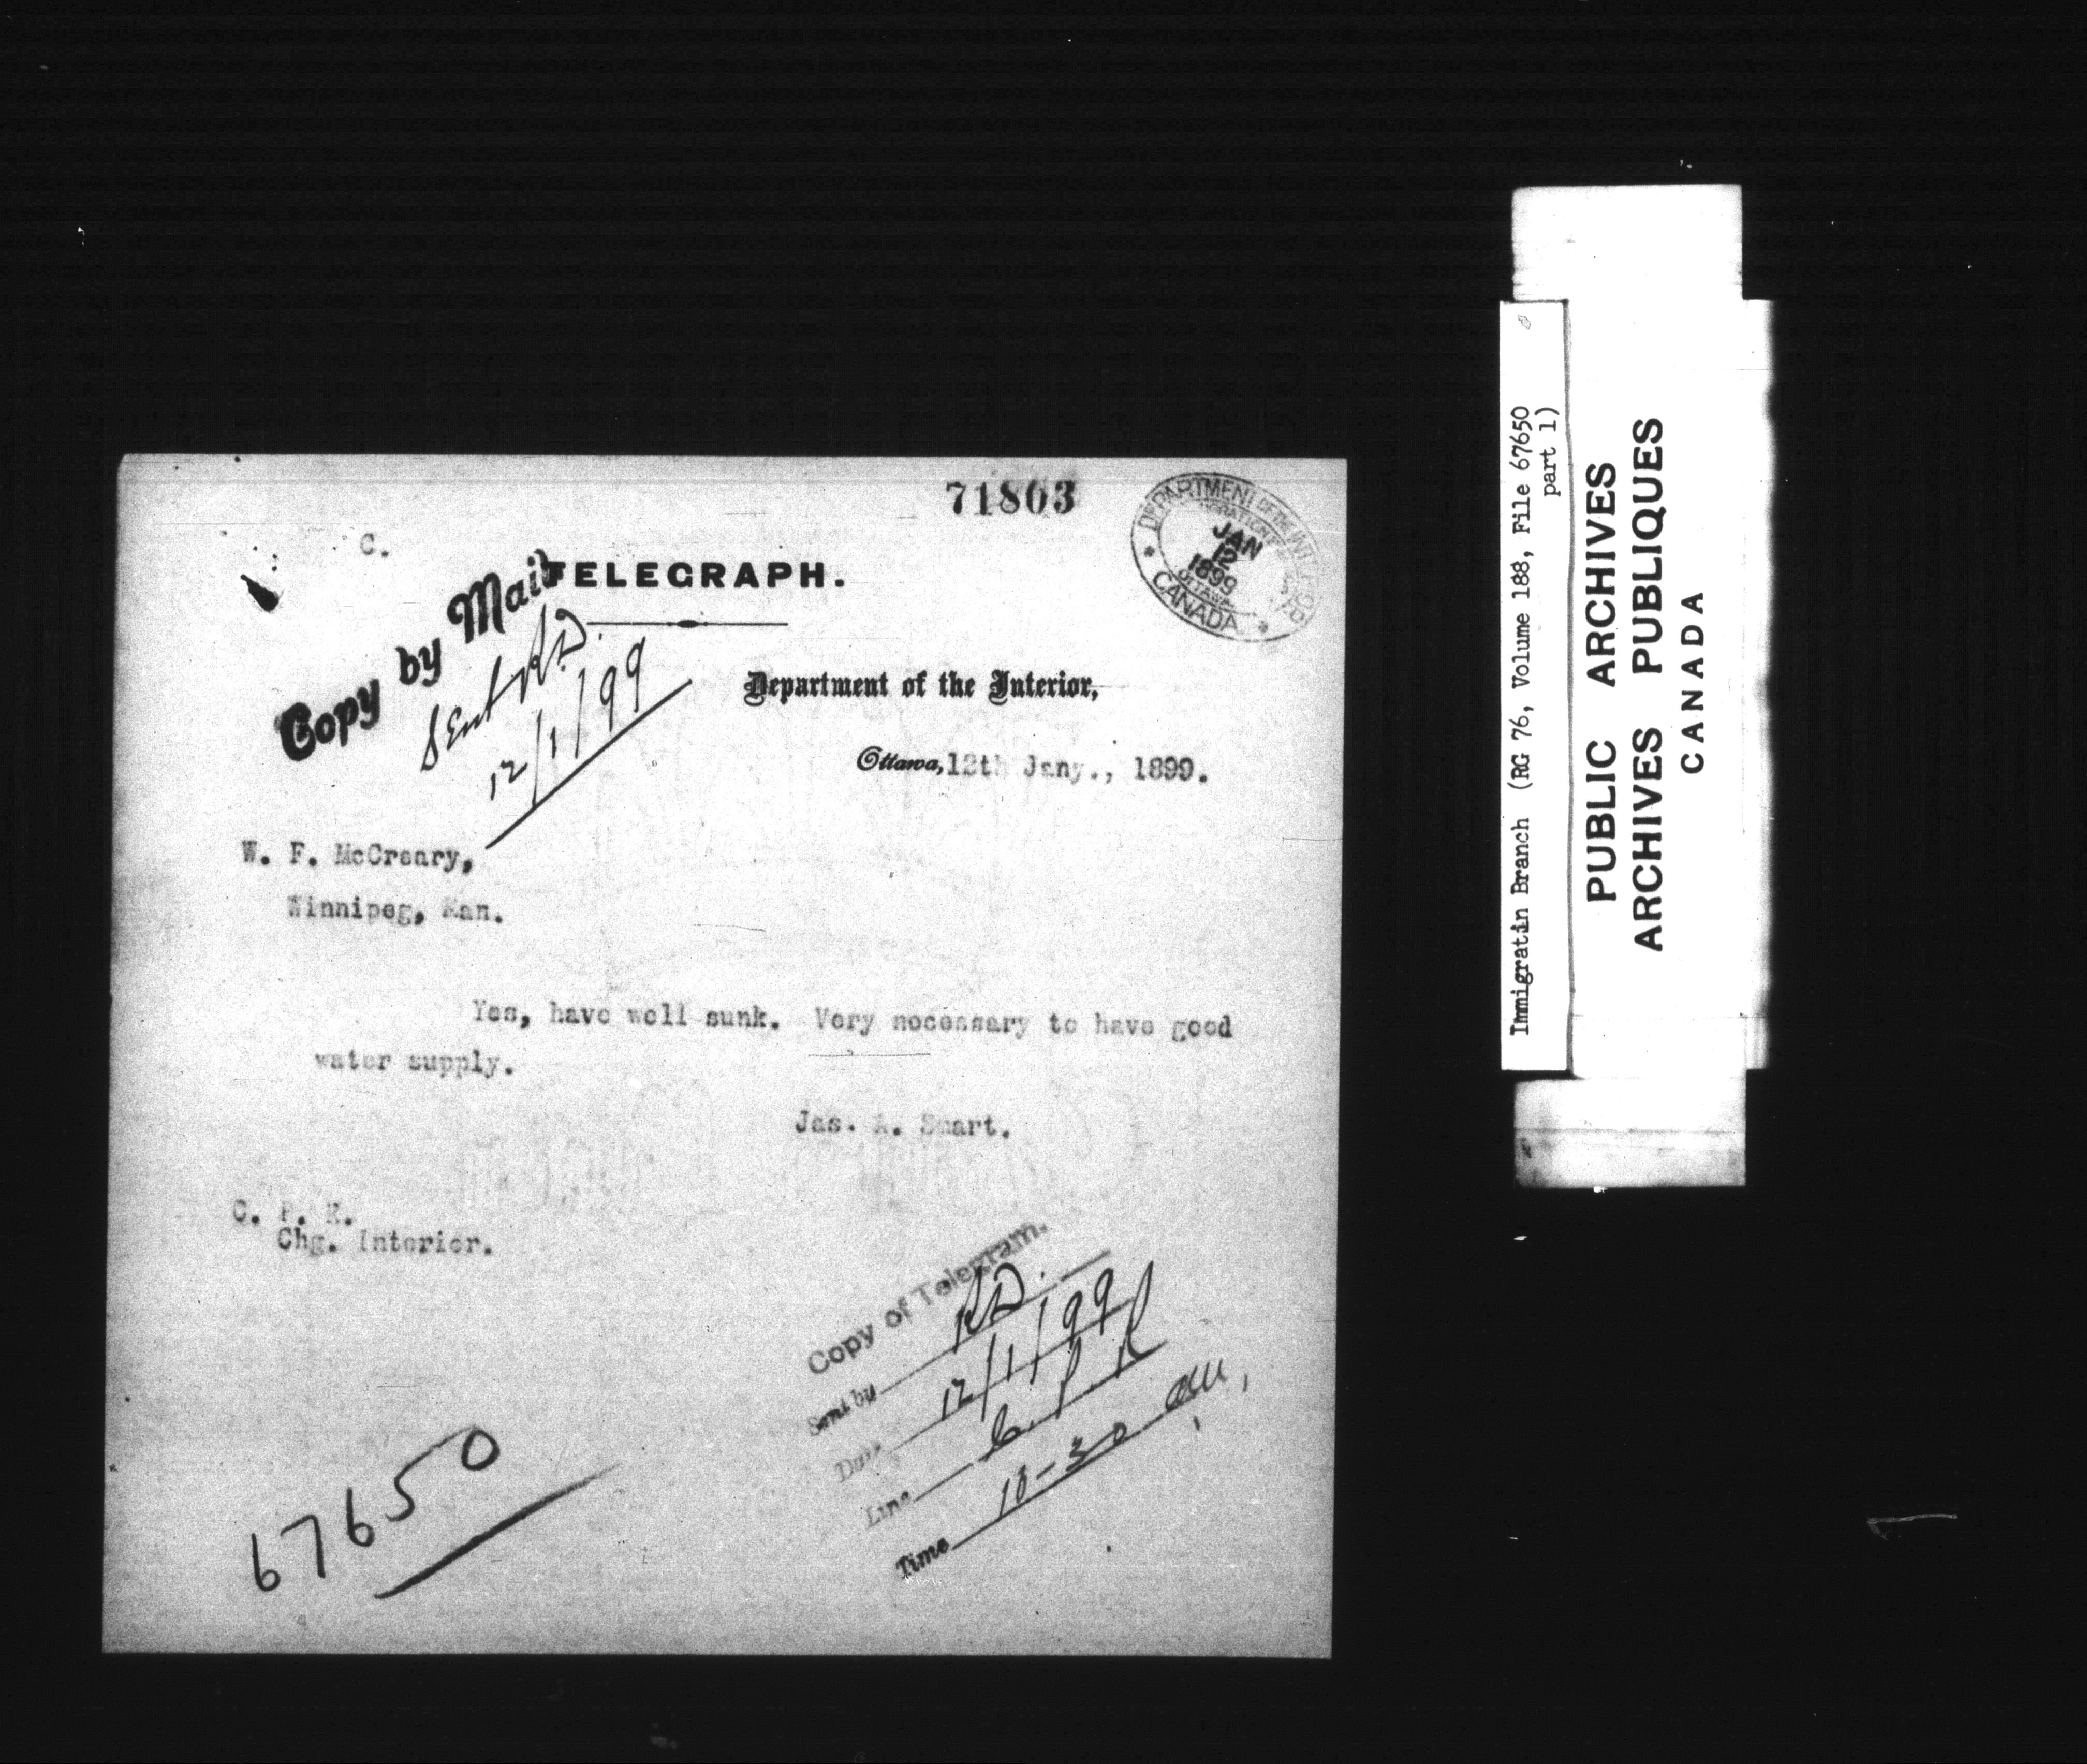 71803
DEPARTMENT OF THE INTERIOR
JAN
12
1899
OTTAWA
CANADA
C.
TELEGRAPH.
Copy by Mail
Sent R.D.
12/1/99
Department of the Interior,
Ottawa, 12th Jany., 1899.
W. F. McCreary,
Winnipeg, Man.
Yes, have well sunk. Very necessary to have good
water supply.
Jas. A. Smart.
C. P. R.
Chg. Interior.
Copy of Telegram.
Sent by R.D.
Date 12/1/99
Line C. P. R
Time 10-30 am,
67650
Immigratin Branch (RG 76, Volume 188, File 67650
part 1)
PUBLIC ARCHIVES
ARCHIVES PUBLIQUES
CANADA